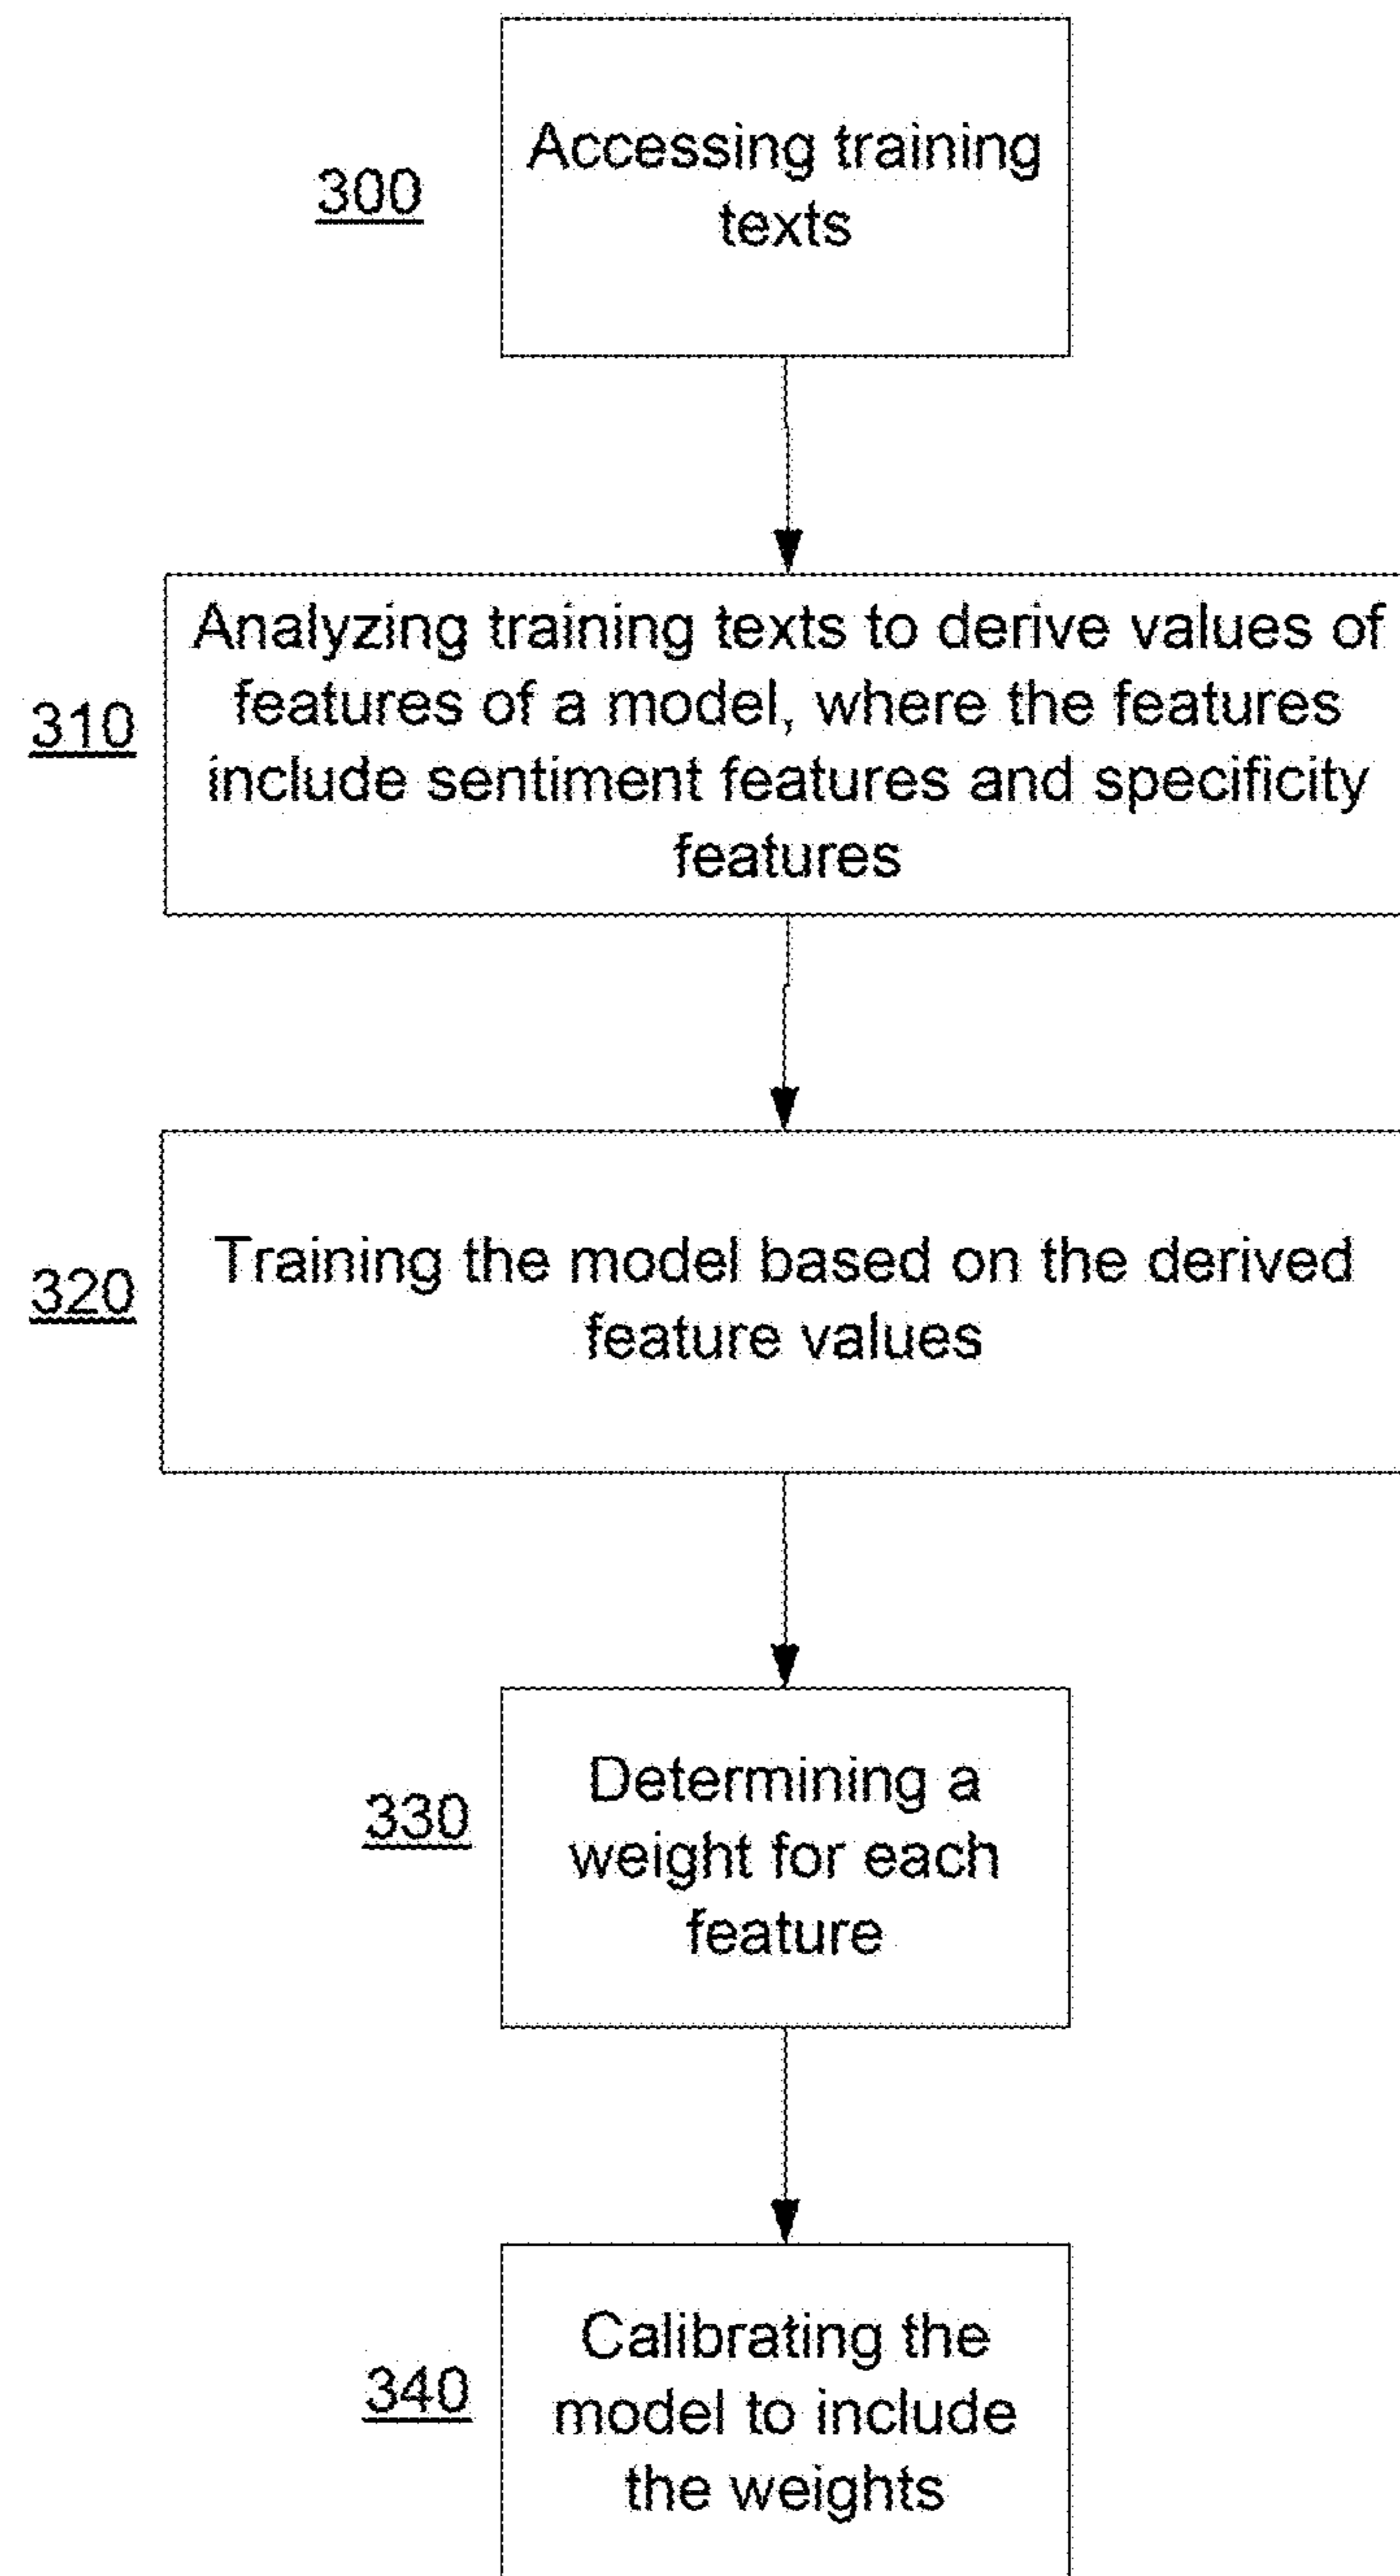 300
Accessing training
texts
310
Analyzing training texts to derive values of
features of a model, where the features
include sentiment features and specificity
features
320
Training the model based on the derived
feature values
330
Determining a
weight for each
feature
340
Calibrating the
model to include
the weights